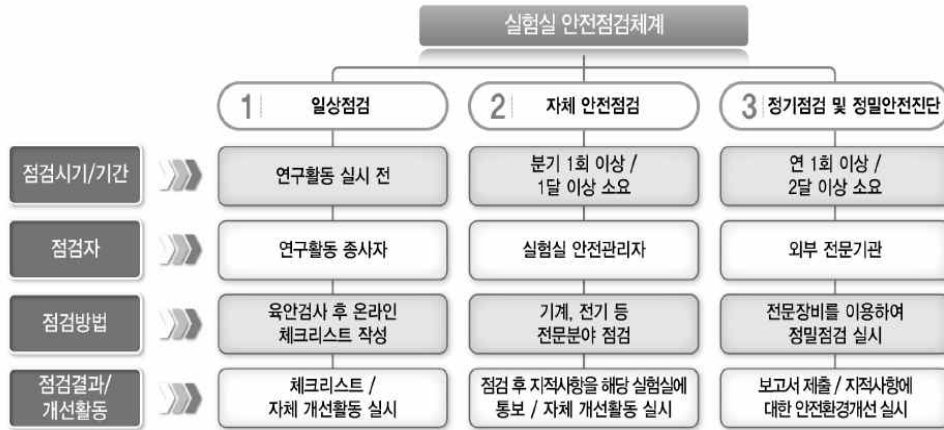 실험실 안전점검체계
1 일상점검
2 자체 안전점검
3 정기점검 및 정밀안전진단
점검시기/기간
연구활동 실시 전
분기 1회 이상 /
1달 이상 소요
연 1회 이상 /
2달 이상 소요
점검자
연구활동 종사자
실험실 안전관리자
외부 전문기관
점검방법
육안검사 후 온라인
체크리스트 작성
기계, 전기 등
전문분야 점검
전문장비를 이용하여
정밀점검 실시
점검결과/
개선활동
체크리스트 /
자체 개선활동 실시
점검 후 지적사항을 해당 실험실에
통보 / 자체 개선활동 실시
보고서 제출 / 지적사항에
대한 안전환경개선 실시